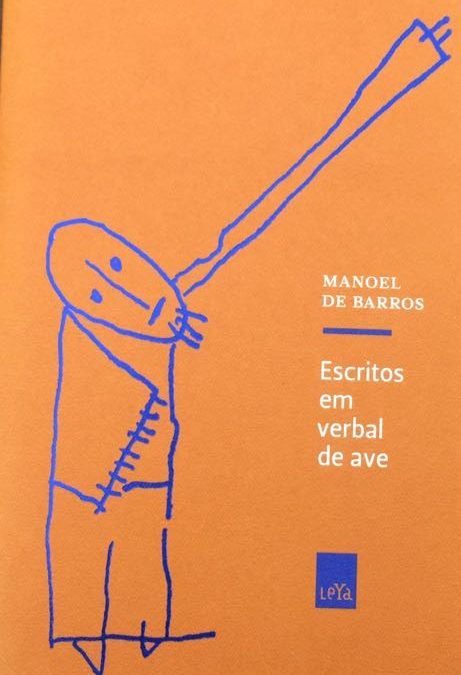 MANOEL
DE BARROS
Escritos
em
verbal
de ave
LeYa